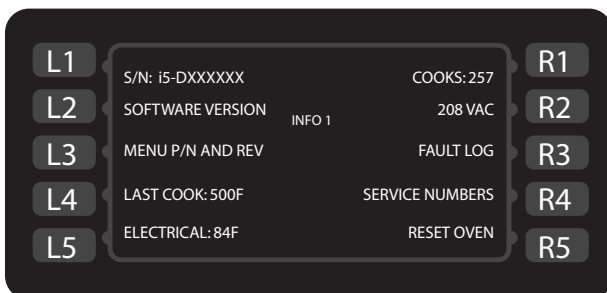 L1 S/N: i5-DXXXXXX COOKS: 257 R1
L2 SOFTWARE VERSION 208 VAC R2
INFO 1
L3 MENU P/N AND REV FAULT LOG R3
L4 LAST COOK: 500F SERVICE NUMBERS R4
L5 ELECTRICAL: 84F RESET OVEN R5